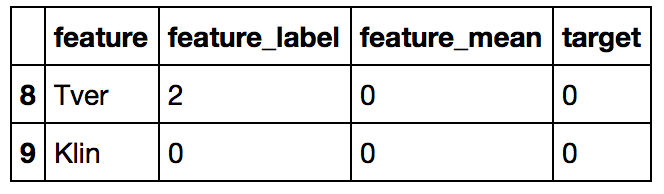 feature feature_label feature_mean target
8 Tver 2 0 0
9 Klin 0 0 0